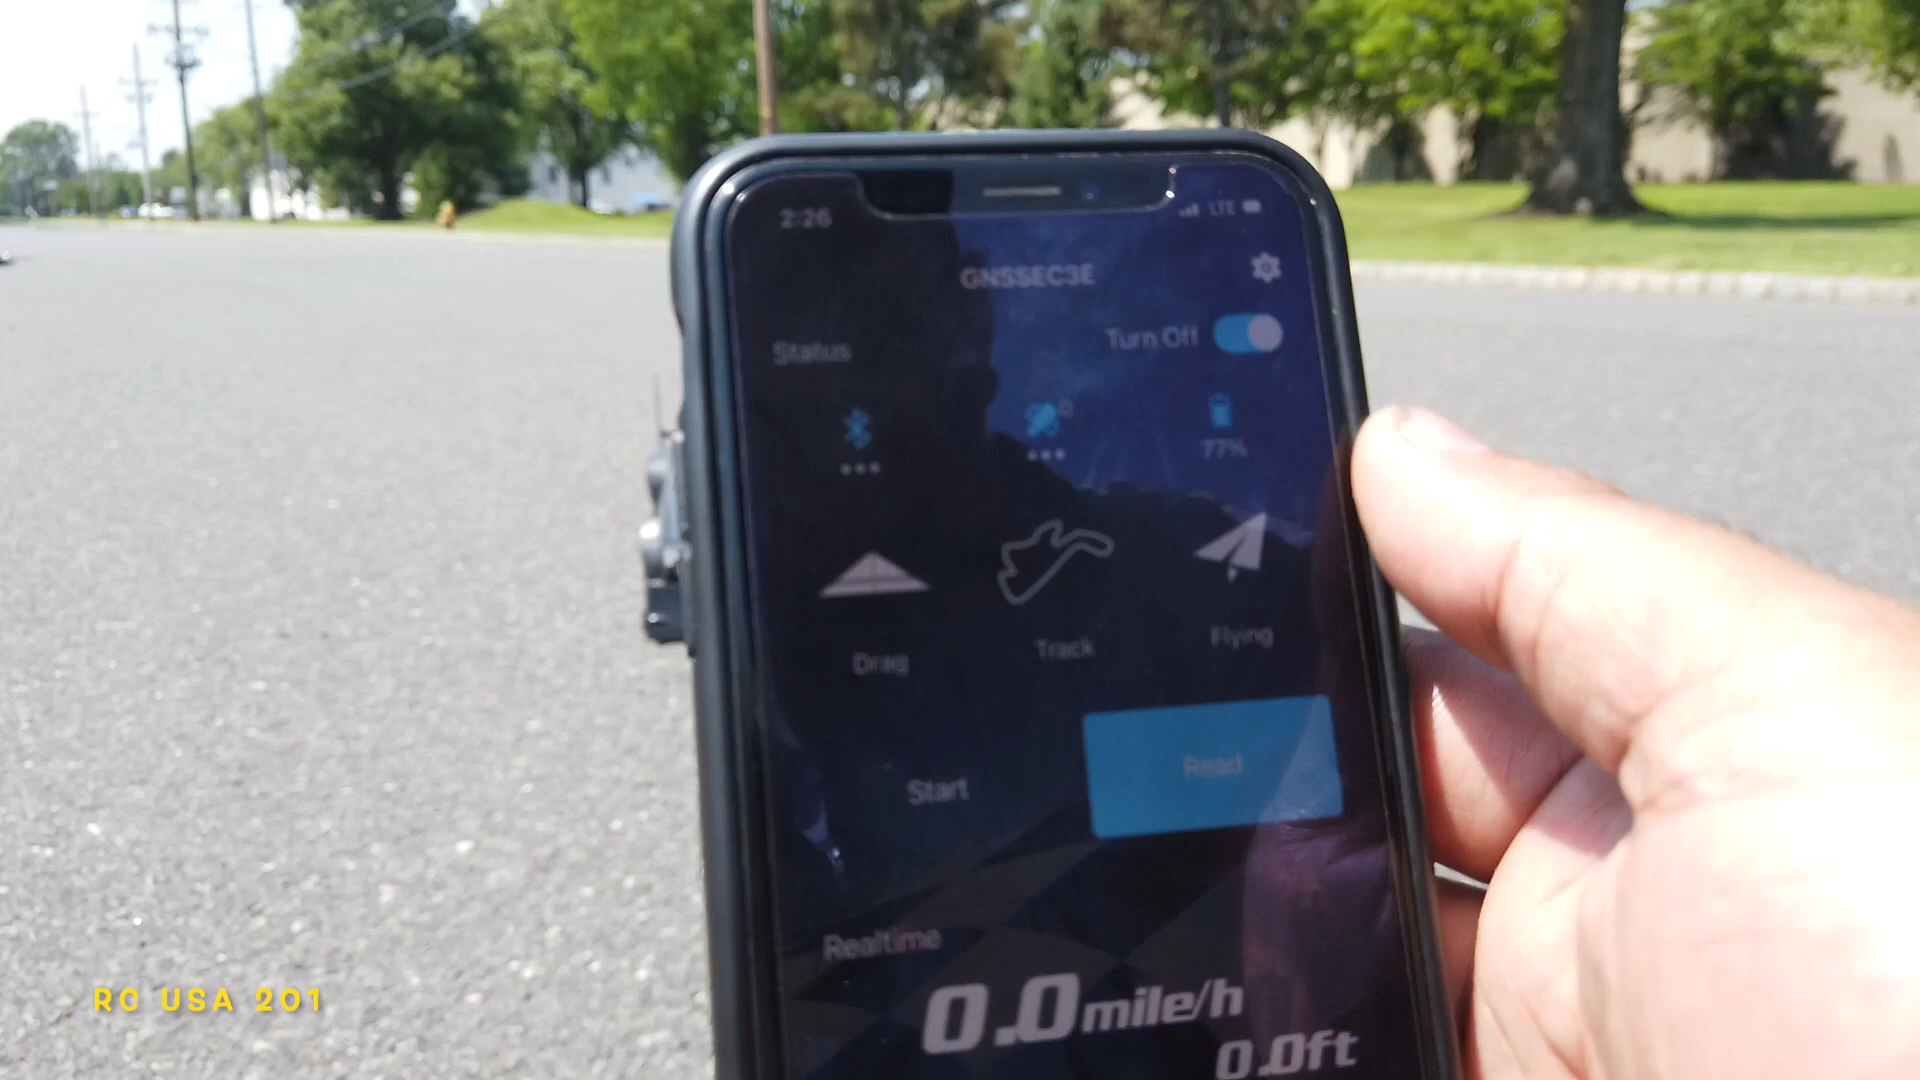 2:26
LTE
GNSSEC3E
Status
Turn Off
77%
Drag
Track
Flying
Start
Read
Realtime
0.0mile/h
0.0ft
RC USA 201